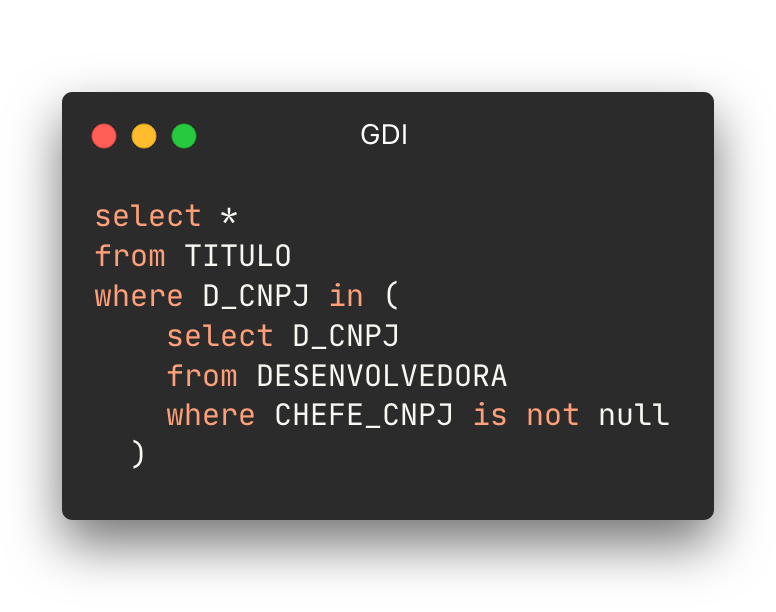 GDI
select *
from TITULO
where D_CNPJ in (
    select D_CNPJ
    from DESENVOLVEDORA
    where CHEFE_CNPJ is not null
  )